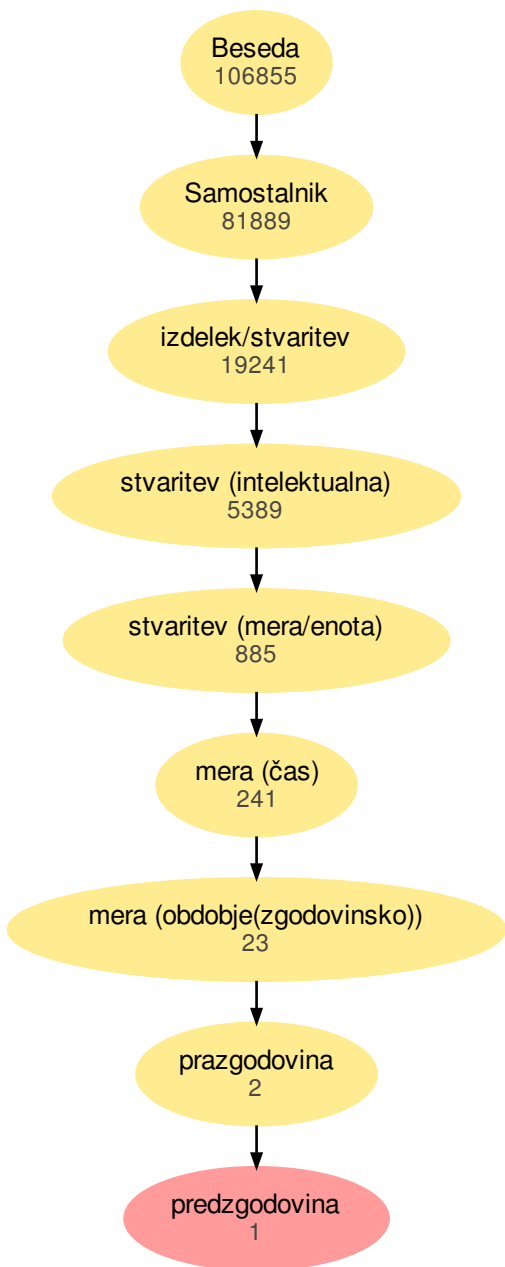 Beseda
106855
Samostalnik
81889
izdelek/stvaritev
19241
stvaritev (intelektualna)
5389
stvaritev (mera/enota)
885
mera (čas)
241
mera (obdobje(zgodovinsko))
23
prazgodovina
2
predzgodovina
1